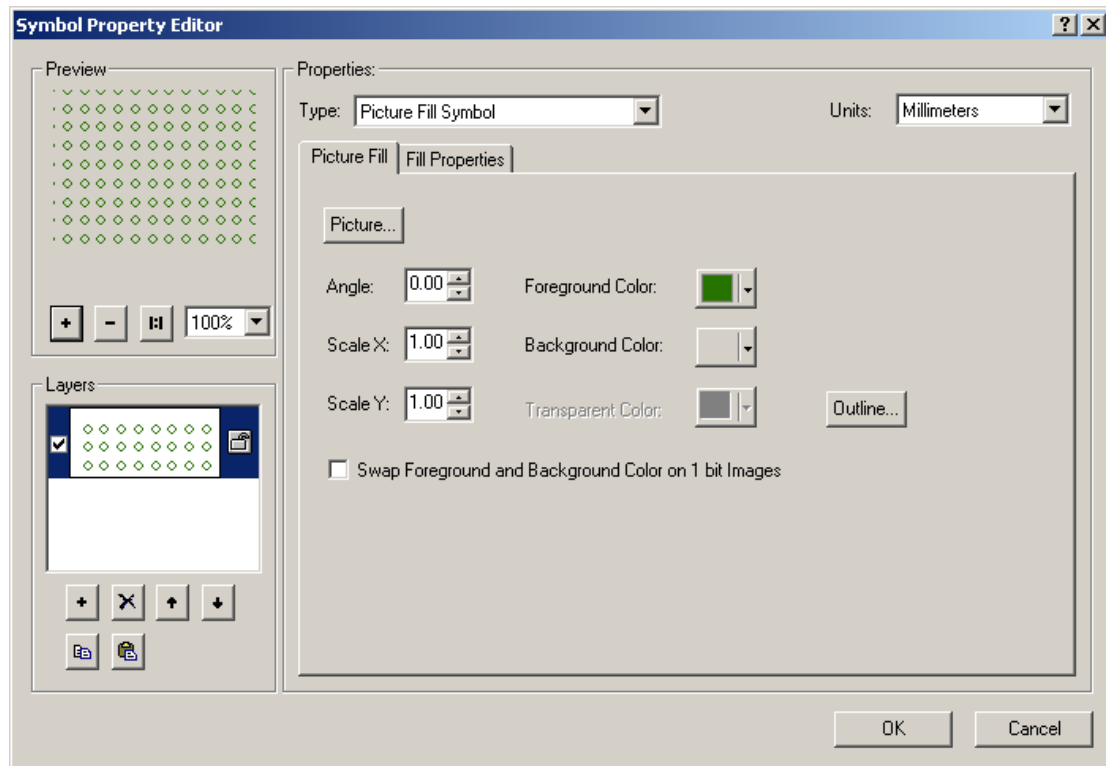 Symbol Property Editor
Preview
100%
Layers
Properties:
Type: Picture Fill Symbol
Units: Millimeters
Picture Fill
Fill Properties
Picture...
Angle: 0.00
Foreground Color:
Scale X: 1.00
Background Color:
Scale Y: 1.00
Transparent Color:
Outline...
Swap Foreground and Background Color on 1 bit Images
OK
Cancel